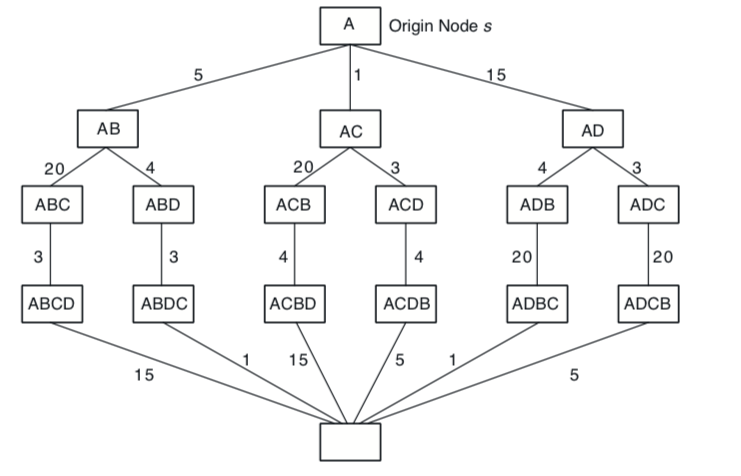 A Origin Node s
5 1 15
AB AC AD
20 4 20 3 4 3
ABC ABD ACB ACD ADB ADC
3 3 4 4 20 20
ABCD ABDC ACBD ACDB ADBC ADCB
15 1 15 5 1 5